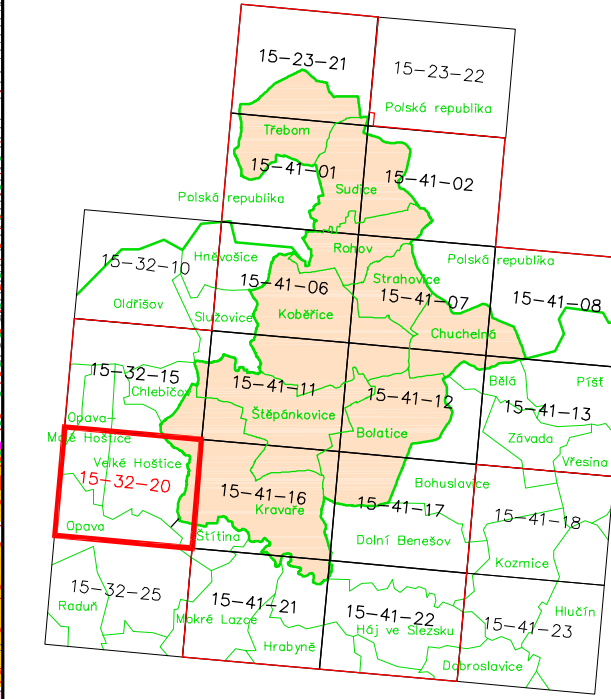 15-23-21
15-23-22
Polská republika
Třebom
15-41-01
15-41-02
Sudice
Polská republika
Hněvošice
Rohov
Polská republika
15-32-10
15-41-06
Strahovice
15-41-07
15-41-08
Oldřišov
Služovice
Kobeřice
Chuchelná
15-32-15
Chlebičov
15-41-11
15-41-12
Bělá
Píšť
15-41-13
Opava-
Malé Hoštice
Štěpánkovice
Bolatice
Závada
Vřesina
Velké Hoštice
15-32-20
15-41-16
Kravaře
Bohuslavice
15-41-17
15-41-18
Opava
Štítina
Dolní Benešov
Kozmice
15-32-25
Raduň
15-41-21
Mokré Lazce
15-41-22
Háj ve Slezsku
Hlučín
15-41-23
Hrabyně
Dobroslavice